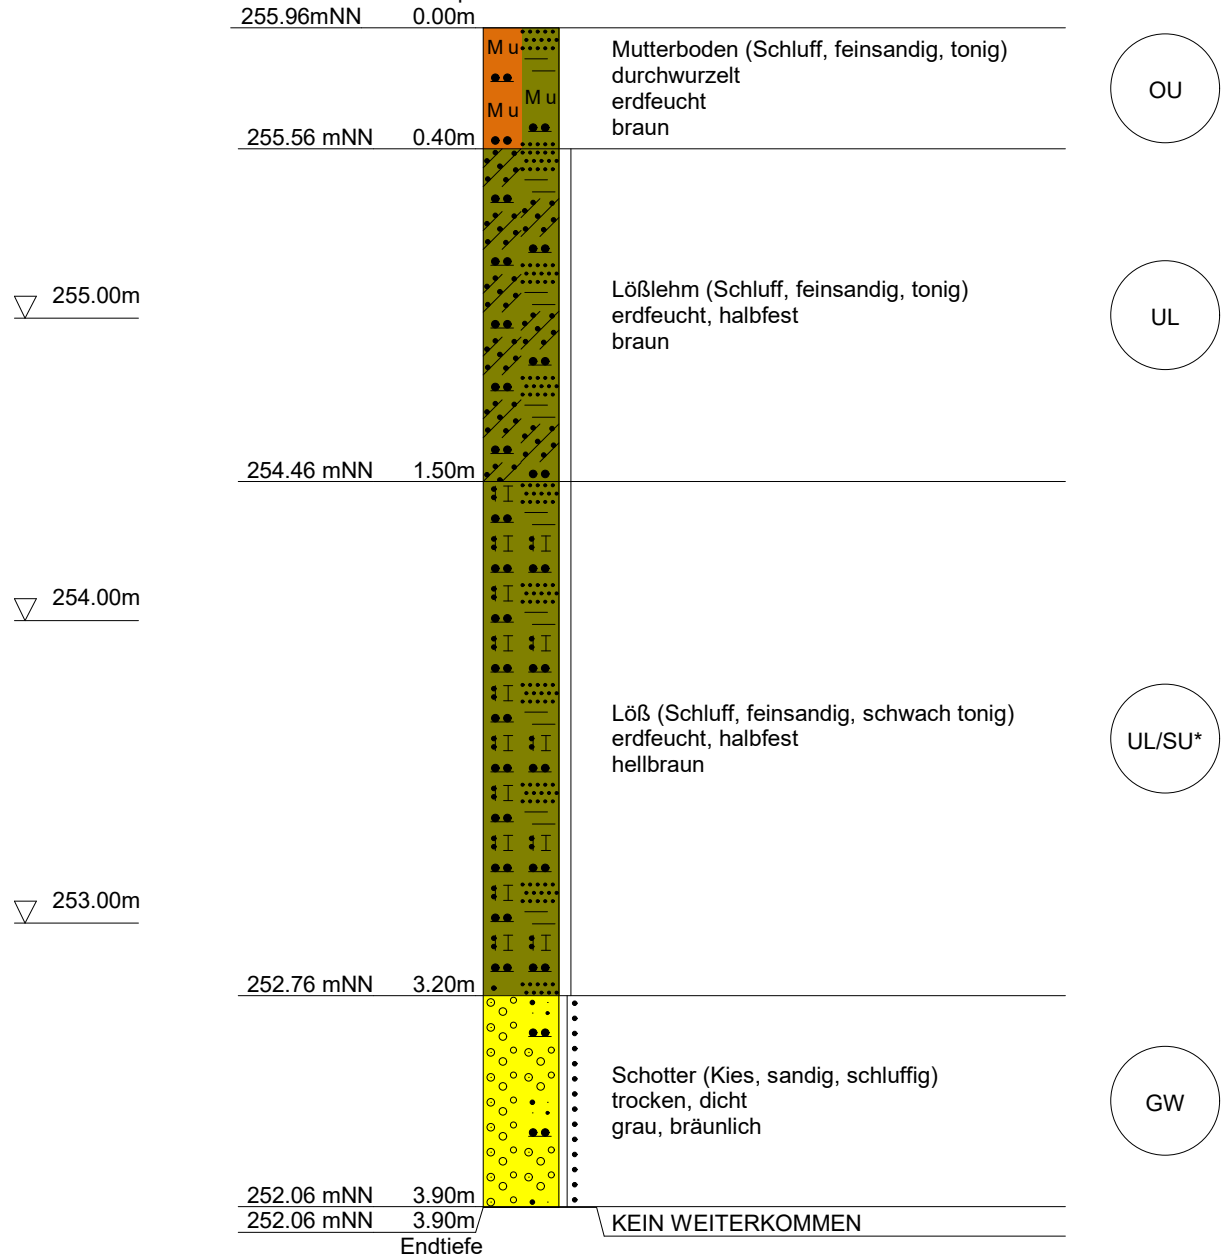 255.96mNN 0.00m
Mu
Mutterboden (Schluff, feinsandig, tonig)
durchwurzelt
OU
Mu
Mu
erdfeucht
braun
255.56 mNN 0.40m
255.00m
Lößlehm (Schluff, feinsandig, tonig)
erdfeucht, halbfest
braun
UL
254.46 mNN 1.50m
254.00m
Löß (Schluff, feinsandig, schwach tonig)
erdfeucht, halbfest
hellbraun
UL/SU*
253.00m
252.76 mNN 3.20m
Schotter (Kies, sandig, schluffig)
trocken, dicht
grau, bräunlich
GW
252.06 mNN 3.90m
252.06 mNN 3.90m
KEIN WEITERKOMMEN
Endtiefe